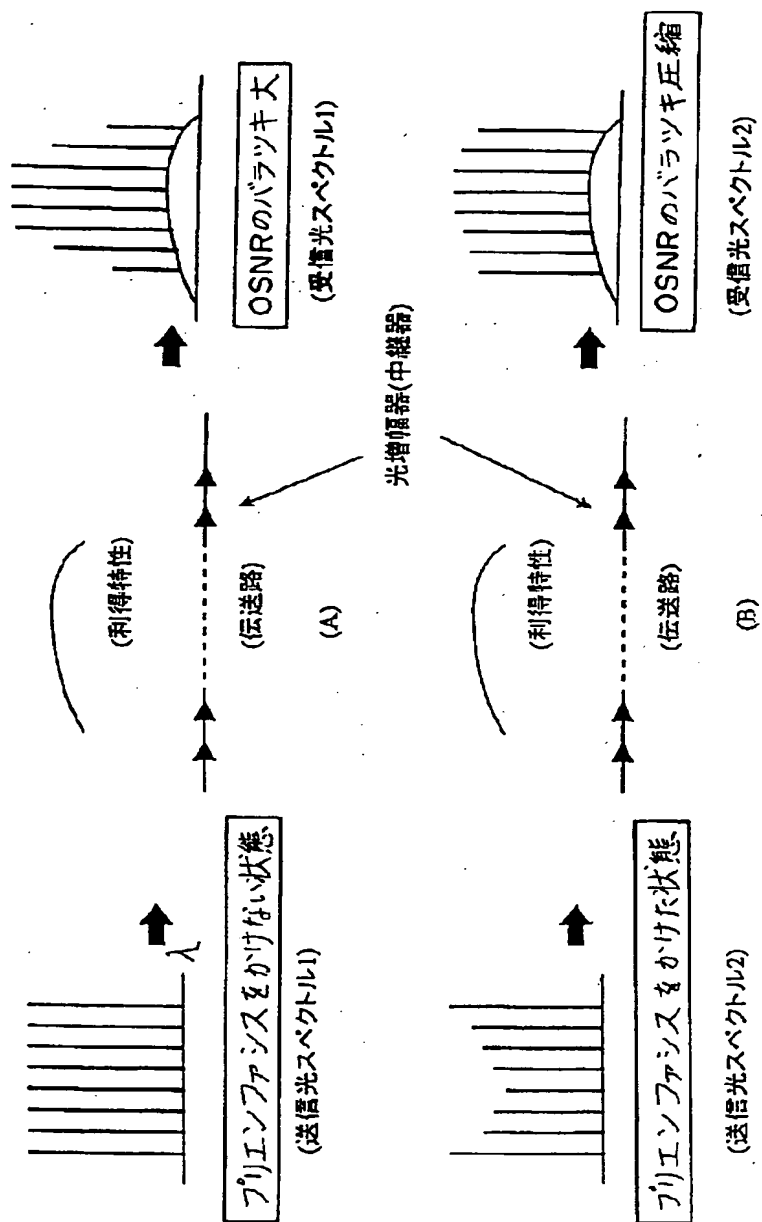 λ
プリエンファシスをかけない状態
(送信光スペクトル1)
(利得特性)
(伝送路)
(A)
OSNRのバラツキ大
(受信光スペクトル1)
光増幅器(中継器)
プリエンファシスをかけた状態
(送信光スペクトル2)
(利得特性)
(伝送路)
(B)
OSNRのバラツキ圧縮
(受信光スペクトル2)